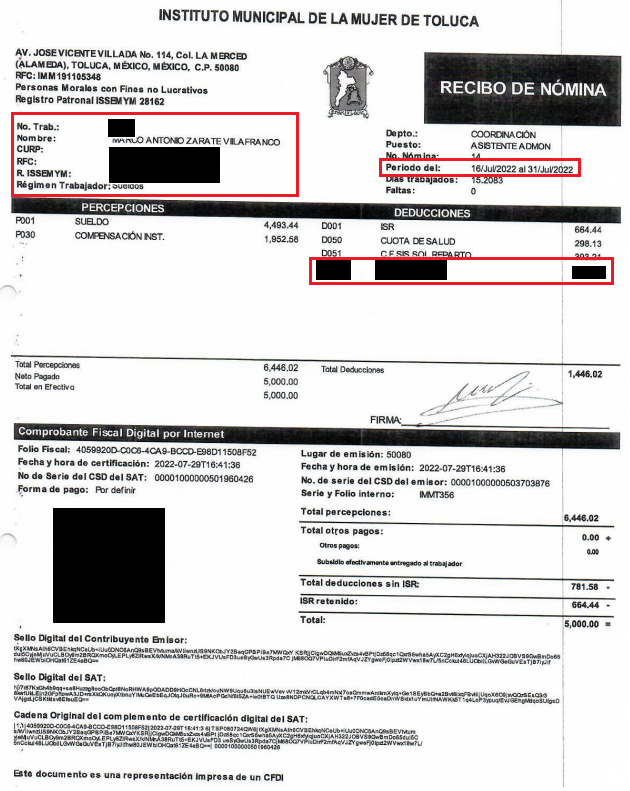 INSTITUTO MUNICIPAL DE LA MUJER DE TOLUCA
AV. JOSE VICENTE VILLADA No. 114, Col. LA MERCED
(ALAMEDA), TOLUCA, MÉXICO, MÉXICO, C.P. 50080
RFC: IMM191105348
Personas Morales con Fines no Lucrativos
Registro Patronal ISSEMYM 28162
RECIBO DE NÓMINA
No. Trab.:
Nombre: MARCO ANTONIO ZARATE VILLAFRANCO
CURP:
RFC:
R. ISSEMYM:
Régimen Trabajador: Sueldos
Depto.: COORDINACIÓN
Puesto: ASISTENTE ADMON
No. Nómina: 14
Periodo del: 16/Jul/2022 al 31/Jul/2022
Días trabajados: 15.2083
Faltas: 0
PERCEPCIONES
P001 SUELDO 4,493.44
P030 COMPENSACIÓN INST. 1,952.58
DEDUCCIONES
D001 ISR 664.44
D050 CUOTA DE SALUD 298.13
D051 C.F SIS SOL REPARTO 393.21
Total Percepciones 6,446.02
Neto Pagado 5,000.00
Total en Efectivo 5,000.00
Total Deducciones 1,446.02
FIRMA:
Comprobante Fiscal Digital por Internet
Folio Fiscal: 4059920D-C0C6-4CA9-BCCD-E98D11508F52
Fecha y hora de certificación: 2022-07-29T16:41:36
No de Serie del CSD del SAT: 00001000000501960426
Forma de pago: Por definir
Lugar de emisión: 50080
Fecha y hora de emisión: 2022-07-29T16:41:36
No. de serie del CSD del emisor: 00001000000503703876
Serie y Folio interno: IMMT356
Total percepciones: 6,446.02
Total otros pagos: 0.00 +
Otros pagos: 0.00
Subsidio efectivamente entregado al trabajador
Total deducciones sin ISR: 781.58 -
ISR retenido: 664.44 -
Total: 5,000.00 =
Sello Digital del Contribuyente Emisor:
Sello Digital del SAT:
Cadena Original del complemento de certificación digital del SAT:
Este documento es una representación impresa de un CFDI